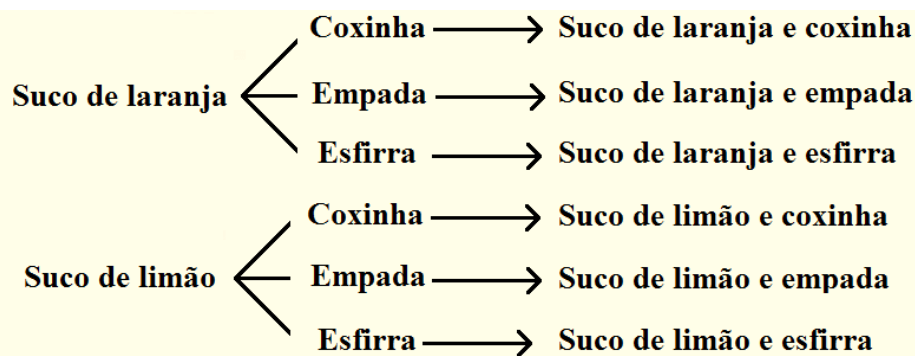 Coxinha Suco de laranja e coxinha
Suco de laranja Empada Suco de laranja e empada
Esfirra Suco de laranja e esfirra
Coxinha Suco de limão e coxinha
Suco de limão Empada Suco de limão e empada
Esfirra Suco de limão e esfirra